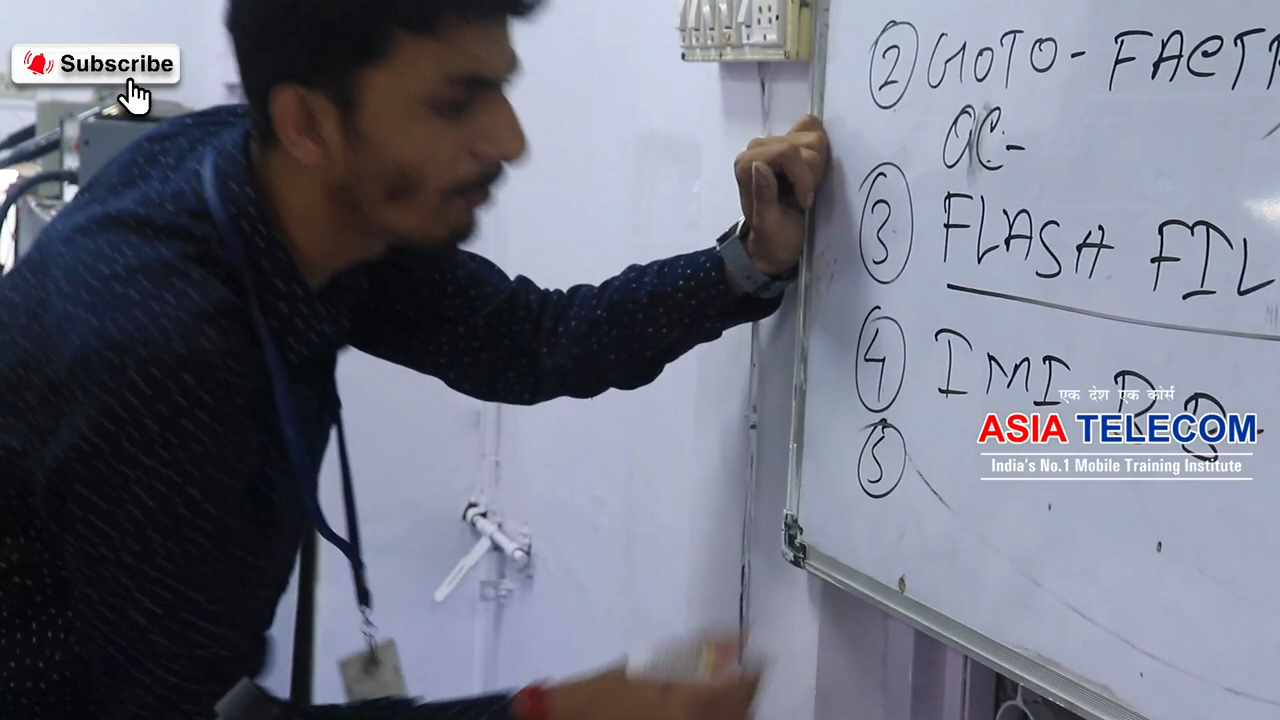 Subscribe
② GOTO - FACT
OC-
③ FLASH FIL
④ IMI RB-
⑤
एक देश एक कोर्स
ASIA TELECOM
India's No.1 Mobile Training Institute